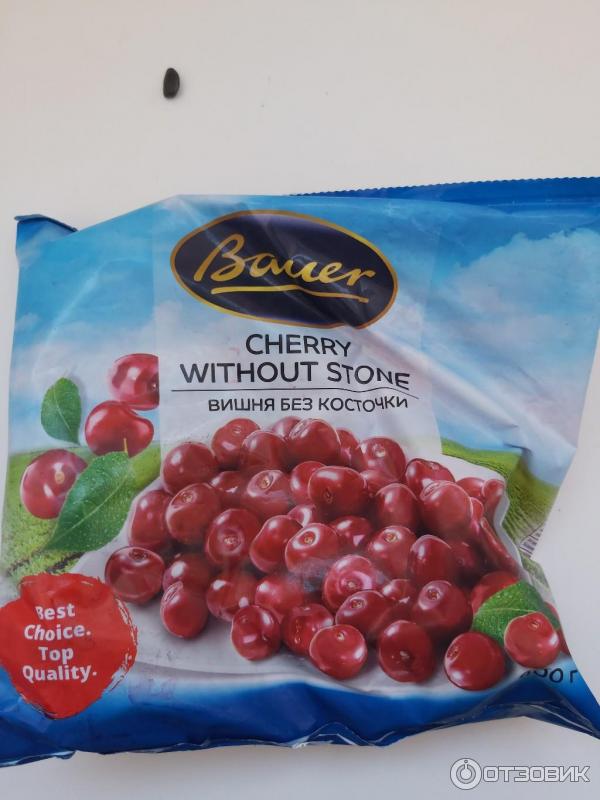 Bauer
CHERRY
WITHOUT STONE
ВИШНЯ БЕЗ КОСТОЧКИ
Best
Choice.
Top
Quality.
ОТЗОВИК